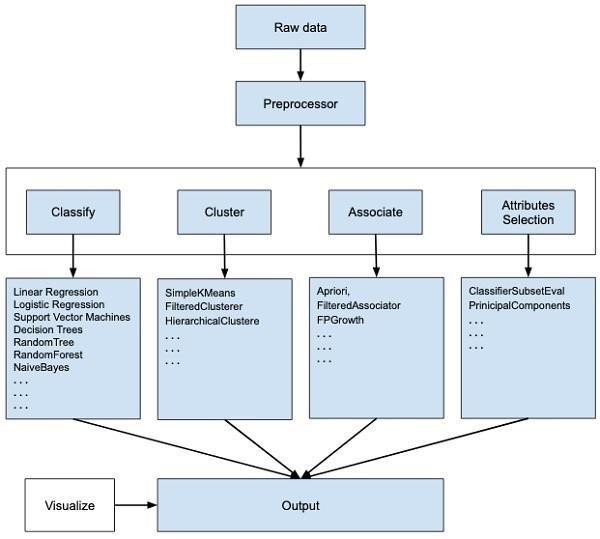 Raw data
Preprocessor
Classify
Cluster
Associate
Attributes
Selection
Linear Regression
Logistic Regression
Support Vector Machines
Decision Trees
RandomTree
RandomForest
NaiveBayes
. . .
. . .
. . .
SimpleKMeans
FilteredClusterer
HierarchicalClustere
. . .
. . .
. . .
Apriori,
FilteredAssociator
FPGrowth
. . .
. . .
. . .
ClassifierSubsetEval
PrinicipalComponents
. . .
. . .
. . .
Visualize
Output